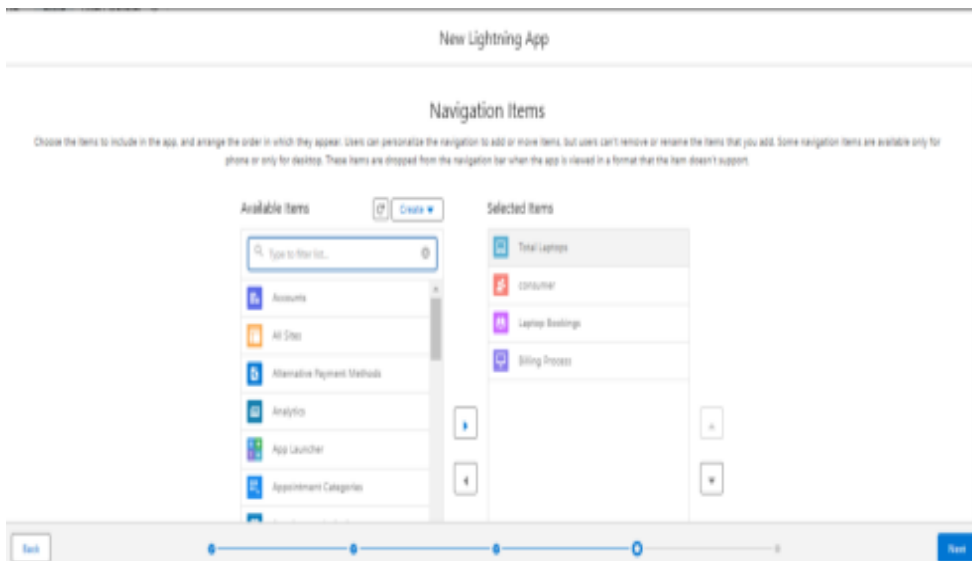 New Lightning App
Navigation Items
Choose the items to include in the app, and arrange the order in which they appear. Users can personalize the navigation to add or move items, but users can't remove or rename the items that you add. Some navigation items are available only for
phone or only for desktop. These items are dropped from the navigation bar when the app is viewed in a format that the item doesn't support.
Available Items
Create
Selected Items
Type to filter list...
Accounts
All Sites
Alternative Payment Methods
Analytics
App Launcher
Appointment Categories
Total Laptops
consumer
Laptop Bookings
Billing Process
Back
Next